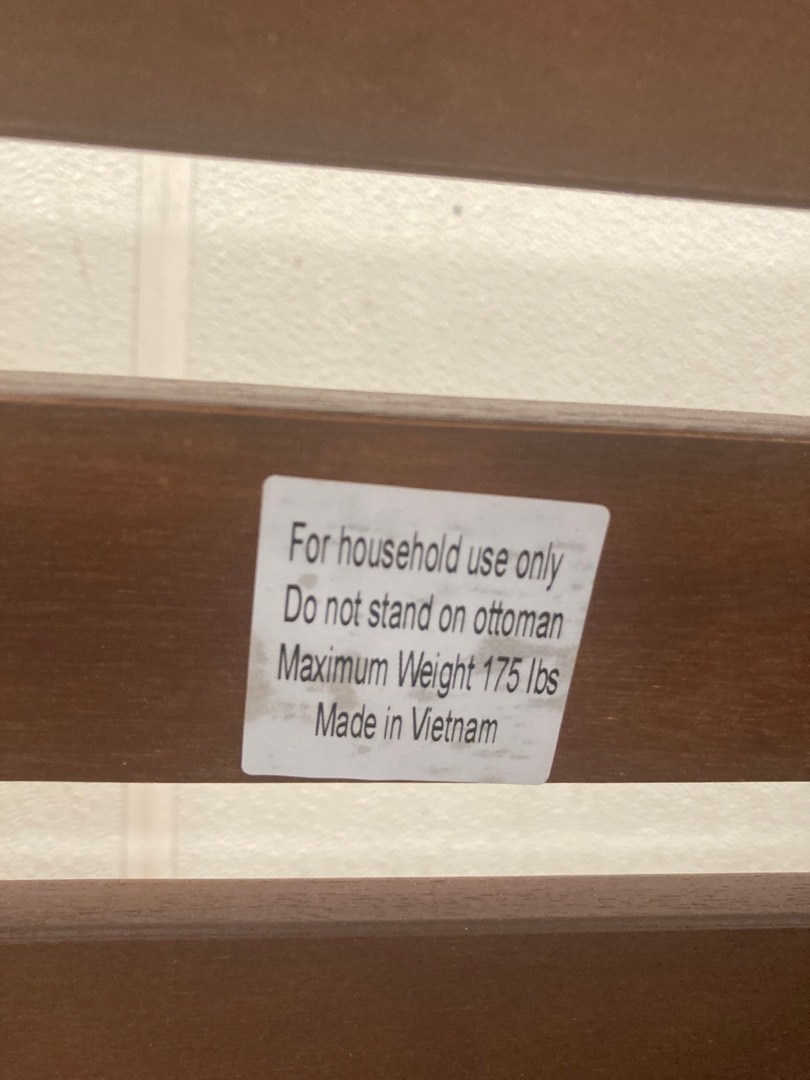 For household use only
Do not stand on ottoman
Maximum Weight 175 lbs
Made in Vietnam